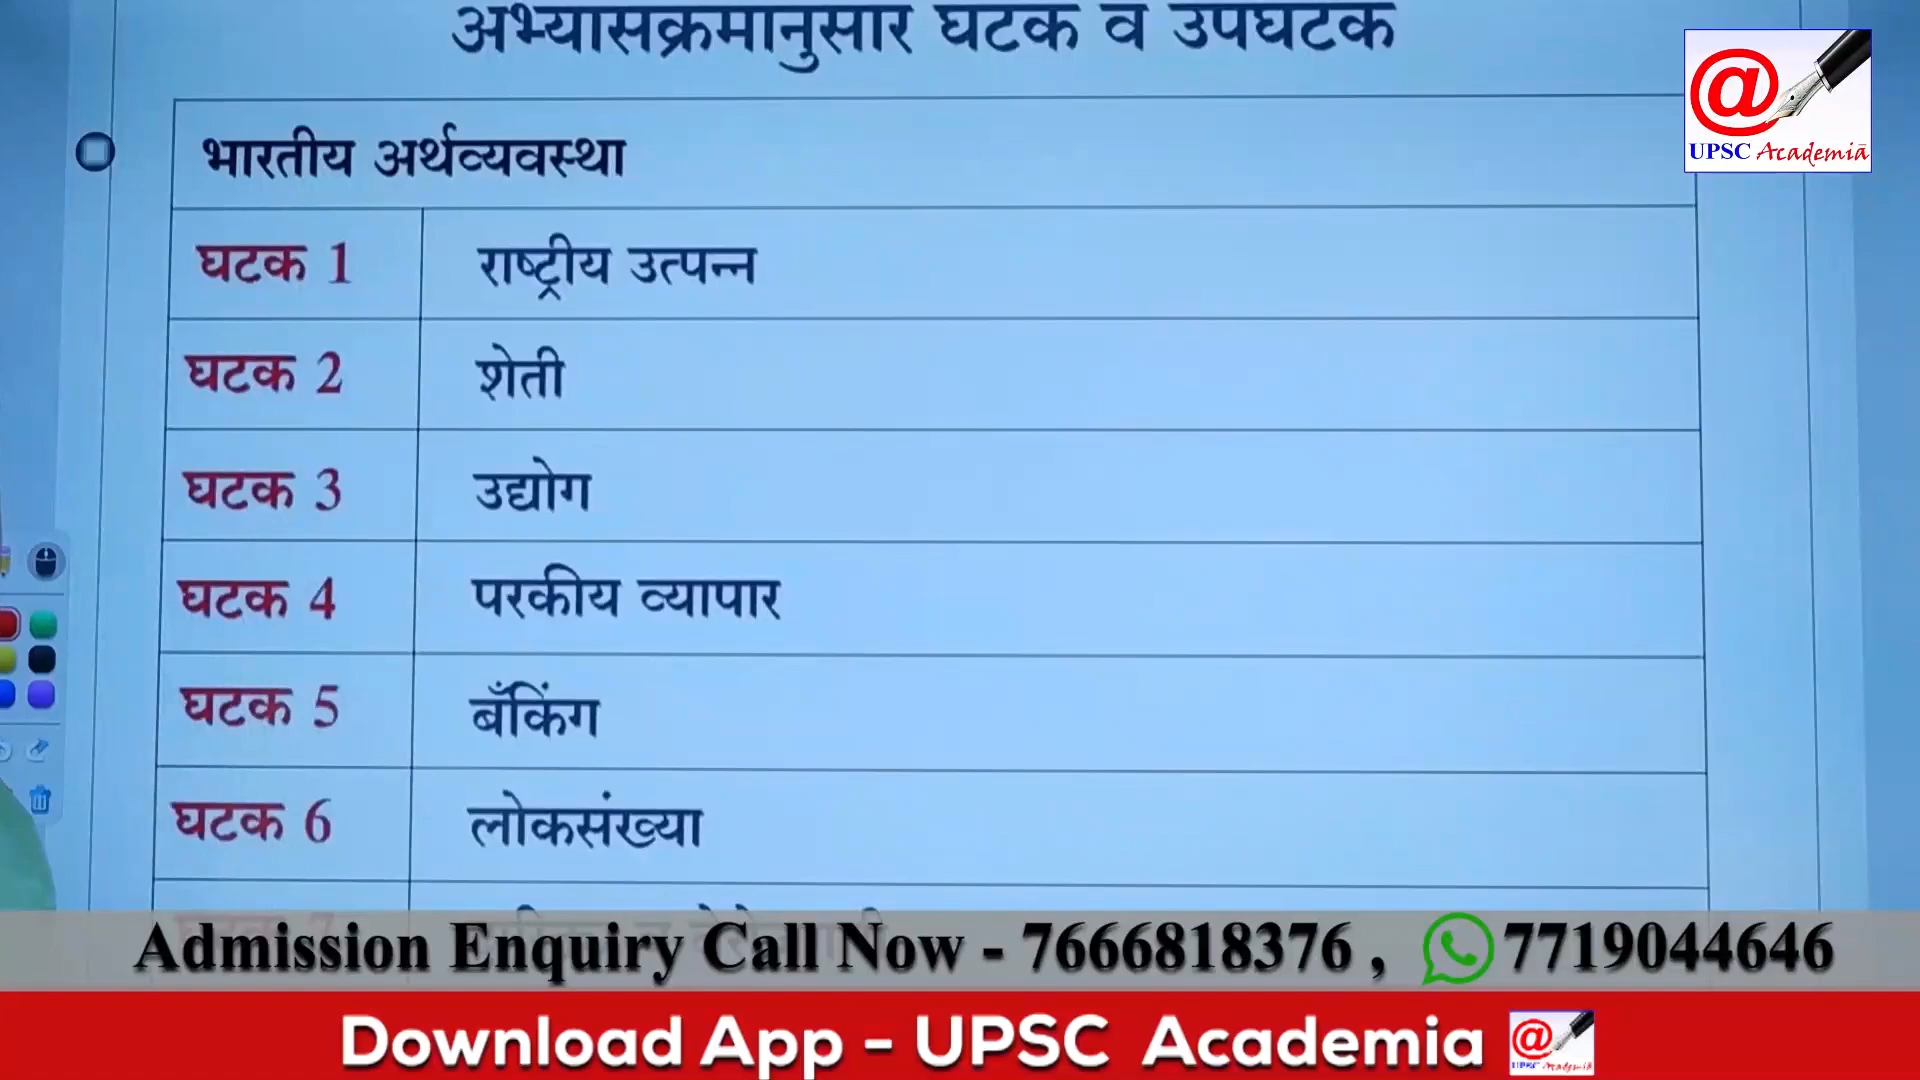 अभ्यासक्रमानुसार घटक व उपघटक
@
UPSC Academiā
भारतीय अर्थव्यवस्था
घटक 1 राष्ट्रीय उत्पन्न
घटक 2 शेती
घटक 3 उद्योग
घटक 4 परकीय व्यापार
घटक 5 बँकिंग
घटक 6 लोकसंख्या
Admission Enquiry Call Now - 7666818376 , 7719044646
Download App - UPSC Academia